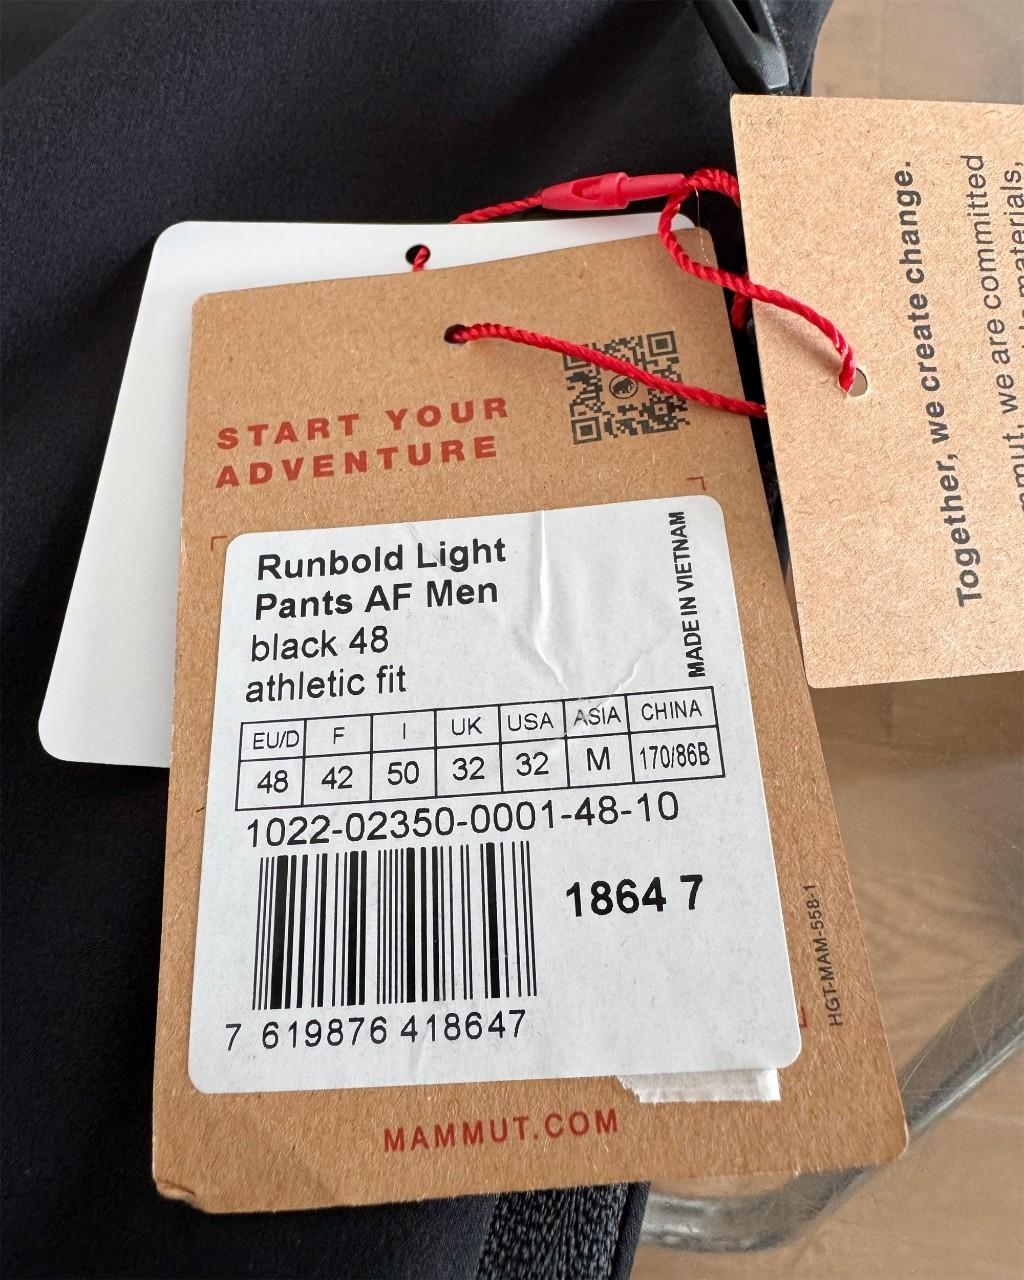 START YOUR
ADVENTURE
Runbold Light
Pants AF Men
black 48
athletic fit
MADE IN VIETNAM
EU/D F I UK USA ASIA CHINA
48 42 50 32 32 M 170/86B
1022-02350-0001-48-10
1864 7
7 619876 418647
HGT-MAM-558-1
MAMMUT.COM
Together, we create change.
we are committed
materials,